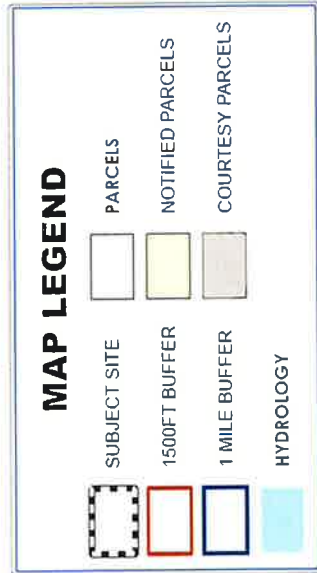 MAP LEGEND
SUBJECT SITE
PARCELS
1500FT BUFFER
NOTIFIED PARCELS
1 MILE BUFFER
COURTESY PARCELS
HYDROLOGY